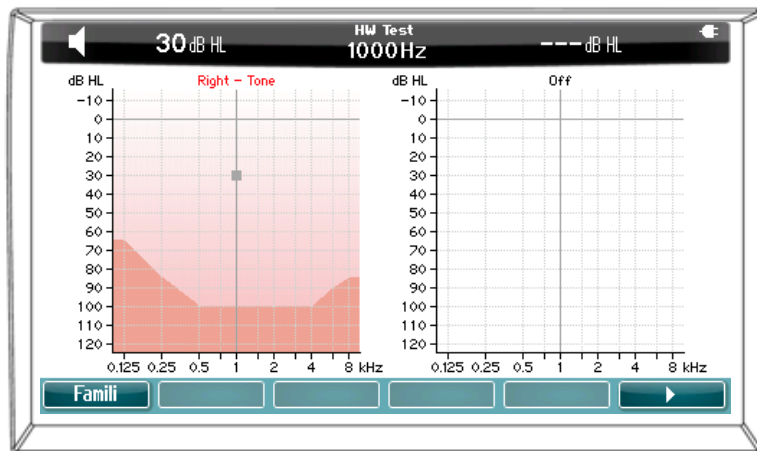 HW Test
30 dB HL 1000Hz --- dB HL
dB HL Right - Tone dB HL Off
-10 -10
0 0
10 10
20 20
30 30
40 40
50 50
60 60
70 70
80 80
90 90
100 100
110 110
120 120
0.125 0.25 0.5 1 2 4 8 kHz 0.125 0.25 0.5 1 2 4 8 kHz
Famili